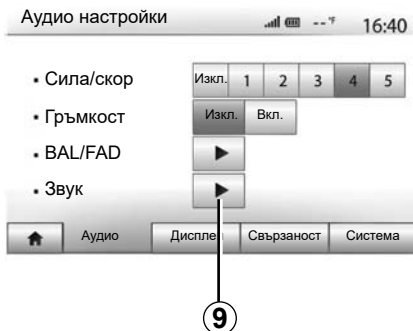 Аудио настройки --°F 16:40
• Сила/скор Изкл. 1 2 3 4 5
• Гръмкост Изкл. Вкл.
• BAL/FAD
• Звук
Аудио Дисплей Свързаност Система
9